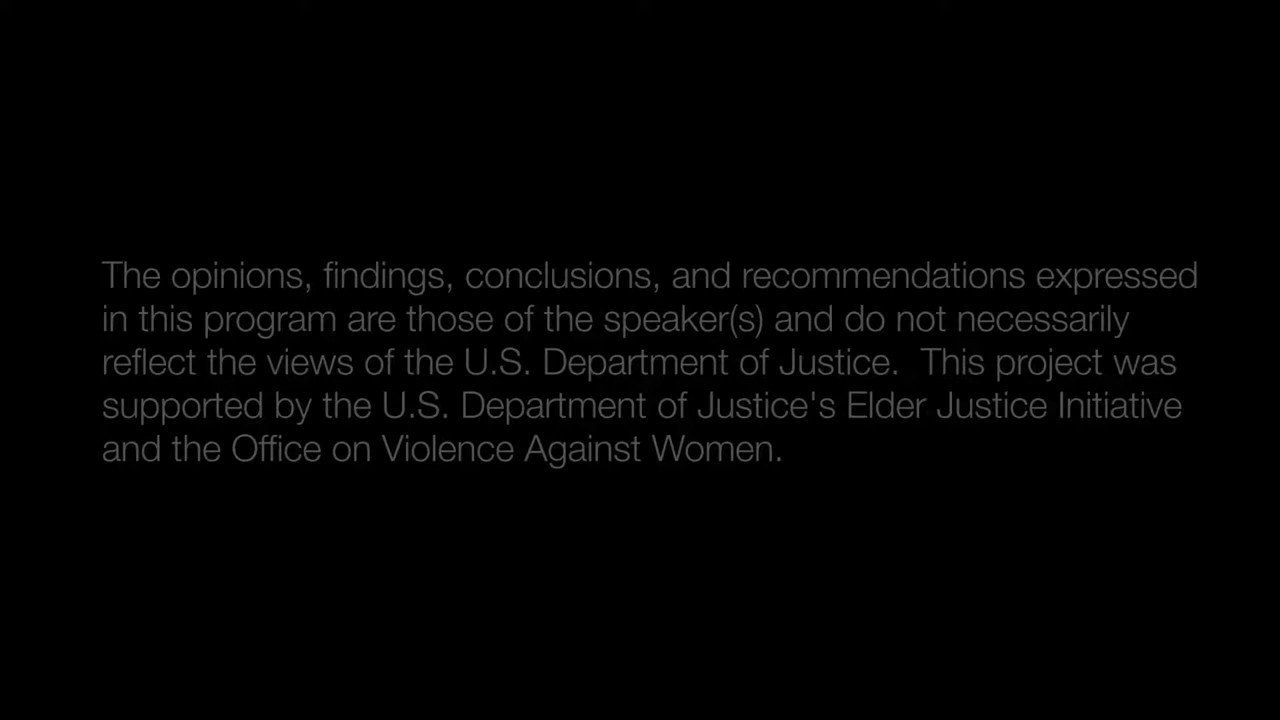 The opinions, findings, conclusions, and recommendations expressed
in this program are those of the speaker(s) and do not necessarily
reflect the views of the U.S. Department of Justice.  This project was
supported by the U.S. Department of Justice's Elder Justice Initiative
and the Office on Violence Against Women.